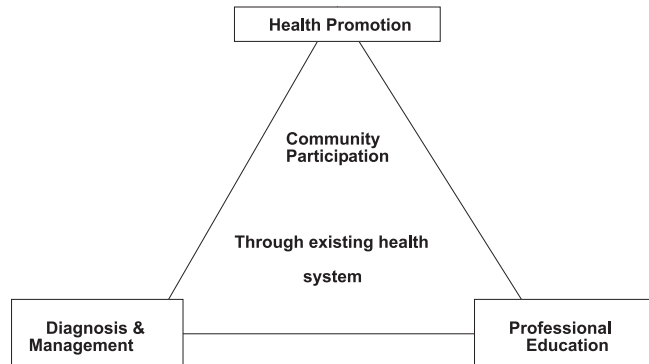 Health Promotion
Community
Participation
Through existing health
system
Diagnosis &
Management
Professional
Education